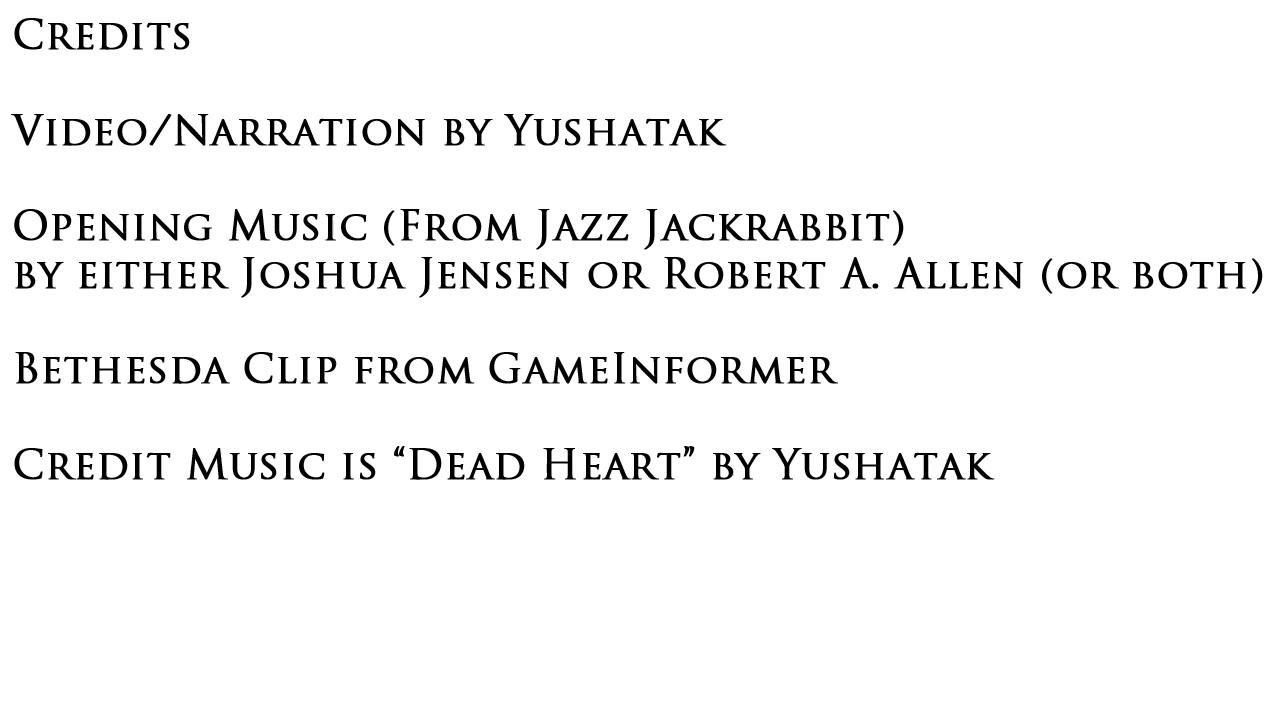 Credits
Video/Narration by Yushatak
Opening Music (From Jazz Jackrabbit)
by either Joshua Jensen or Robert A. Allen (or both)
Bethesda Clip from GameInformer
Credit Music is “Dead Heart” by Yushatak